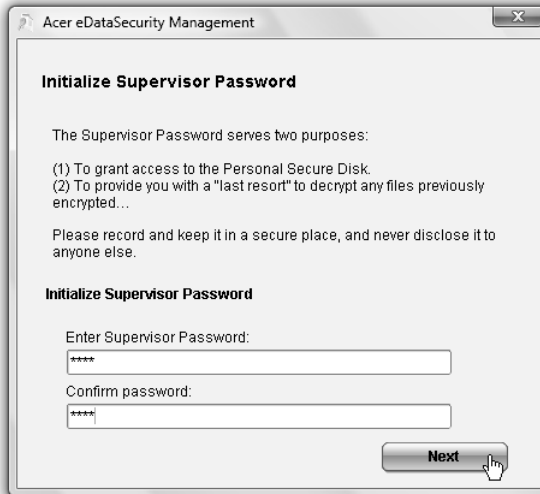 Acer eDataSecurity Management
Initialize Supervisor Password
The Supervisor Password serves two purposes:
(1) To grant access to the Personal Secure Disk.
(2) To provide you with a "last resort" to decrypt any files previously
encrypted...
Please record and keep it in a secure place, and never disclose it to
anyone else.
Initialize Supervisor Password
Enter Supervisor Password:
****
Confirm password:
****
Next